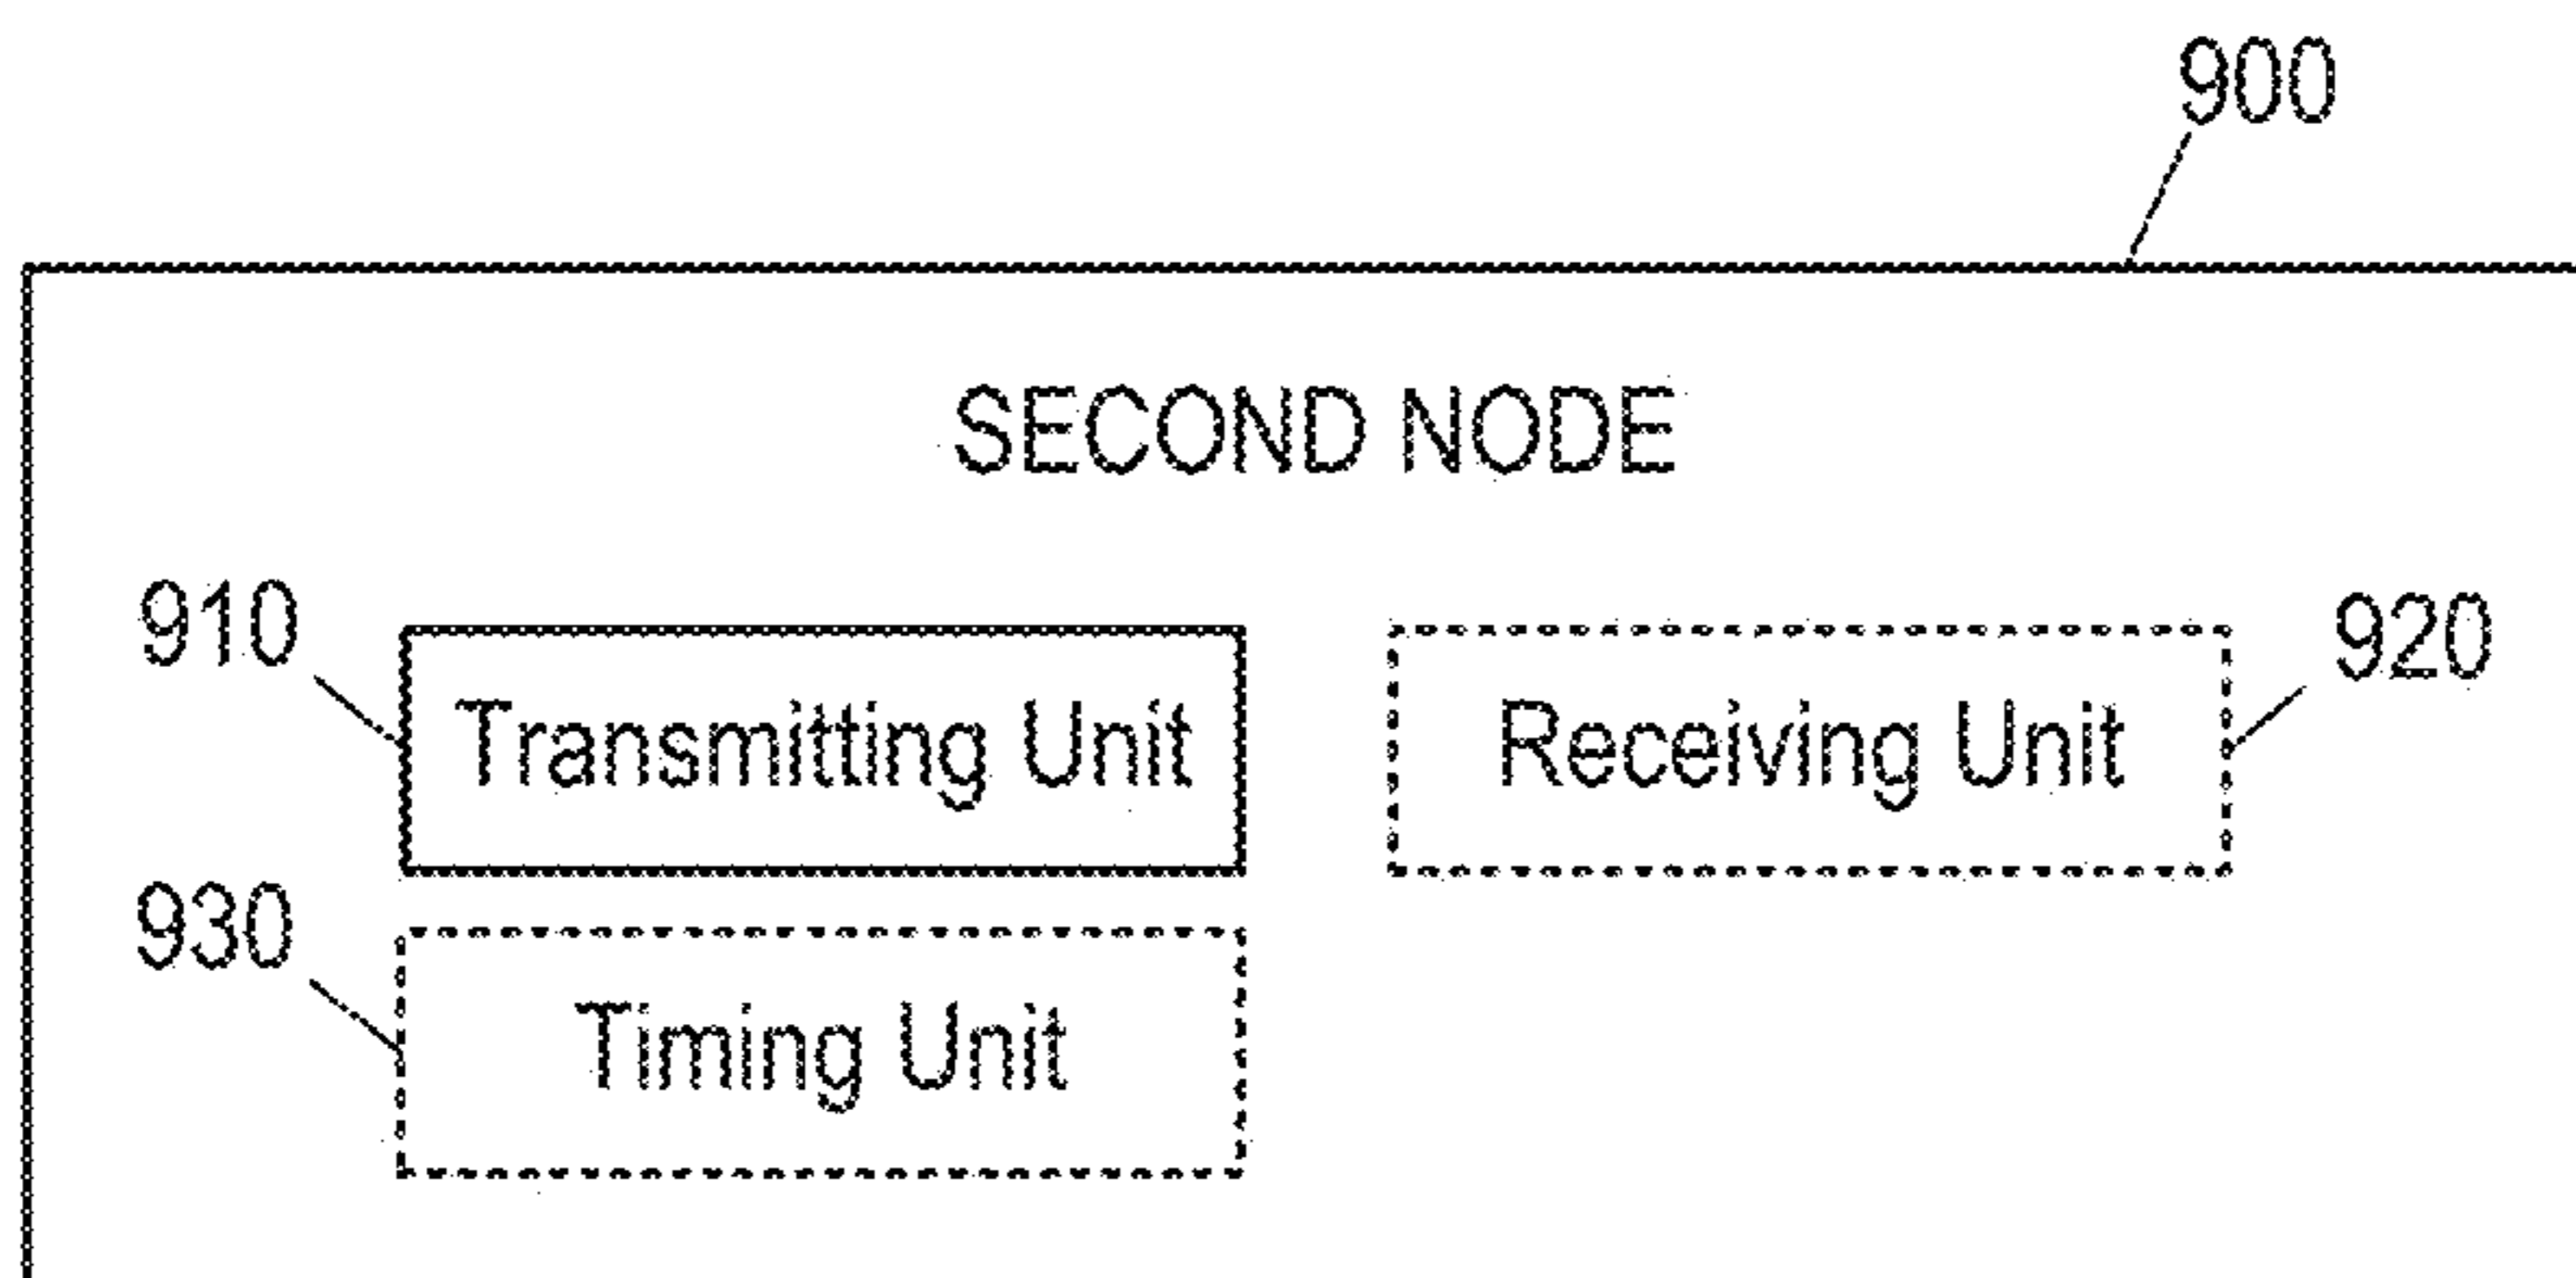 900
SECOND NODE
910
Transmitting Unit
Receiving Unit
920
930
Timing Unit